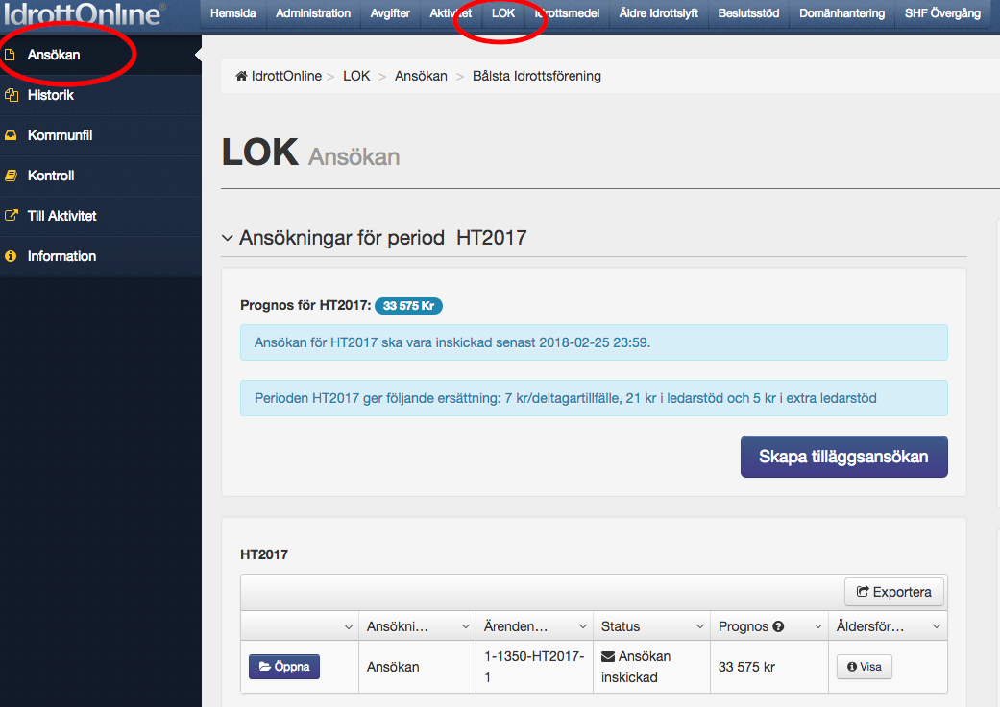 IdrottOnline®
Hemsida Administration Avgifter Aktivitet LOK Idrottsmedel Äldre Idrottslyft Beslutsstöd Domänhantering SHF Övergång
Ansökan
Historik
Kommunfil
Kontroll
Till Aktivitet
Information
IdrottOnline > LOK > Ansökan > Bålsta Idrottsförening
LOK Ansökan
Ansökningar för period HT2017
Prognos för HT2017: 33 575 Kr
Ansökan för HT2017 ska vara inskickad senast 2018-02-25 23:59.
Perioden HT2017 ger följande ersättning: 7 kr/deltagartillfälle, 21 kr i ledarstöd och 5 kr i extra ledarstöd
Skapa tilläggsansökan
HT2017
Exportera
Ansökni... Ärenden... Status Prognos Åldersför...
Öppna Ansökan 1-1350-HT2017-1 Ansökan inskickad 33 575 kr Visa